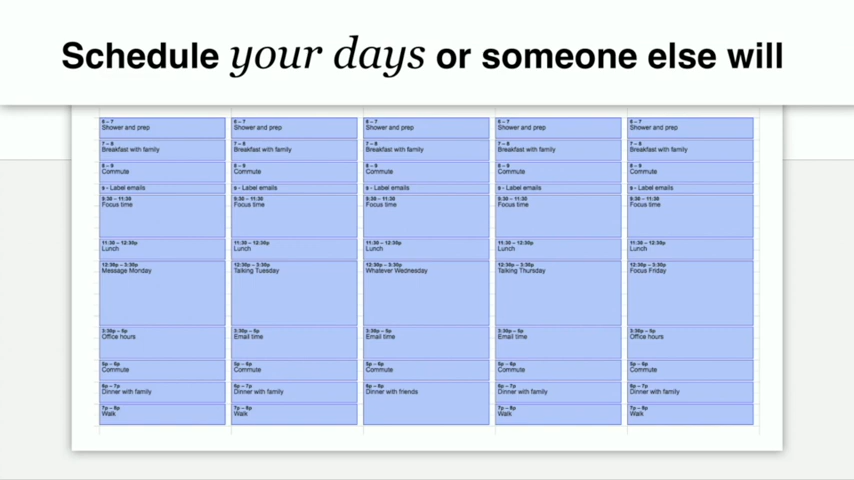 Schedule your days or someone else will
6 – 7
Shower and prep
7 – 8
Breakfast with family
8 – 9
Commute
9 - Label emails
9:30 – 11:30
Focus time
11:30 – 12:30p
Lunch
12:30p – 3:30p
Message Monday
3:30p – 5p
Office hours
5p – 6p
Commute
6p – 7p
Dinner with family
7p – 8p
Walk
6 – 7
Shower and prep
7 – 8
Breakfast with family
8 – 9
Commute
9 - Label emails
9:30 – 11:30
Focus time
11:30 – 12:30p
Lunch
12:30p – 3:30p
Talking Tuesday
3:30p – 5p
Email time
5p – 6p
Commute
6p – 7p
Dinner with family
7p – 8p
Walk
6 – 7
Shower and prep
7 – 8
Breakfast with family
8 – 9
Commute
9 - Label emails
9:30 – 11:30
Focus time
11:30 – 12:30p
Lunch
12:30p – 3:30p
Whatever Wednesday
3:30p – 5p
Email time
5p – 6p
Commute
6p – 8p
Dinner with friends
6 – 7
Shower and prep
7 – 8
Breakfast with family
8 – 9
Commute
9 - Label emails
9:30 – 11:30
Focus time
11:30 – 12:30p
Lunch
12:30p – 3:30p
Talking Thursday
3:30p – 5p
Email time
5p – 6p
Commute
6p – 7p
Dinner with family
7p – 8p
Walk
6 – 7
Shower and prep
7 – 8
Breakfast with family
8 – 9
Commute
9 - Label emails
9:30 – 11:30
Focus time
11:30 – 12:30p
Lunch
12:30p – 3:30p
Focus Friday
3:30p – 5p
Office hours
5p – 6p
Commute
6p – 7p
Dinner with family
7p – 8p
Walk